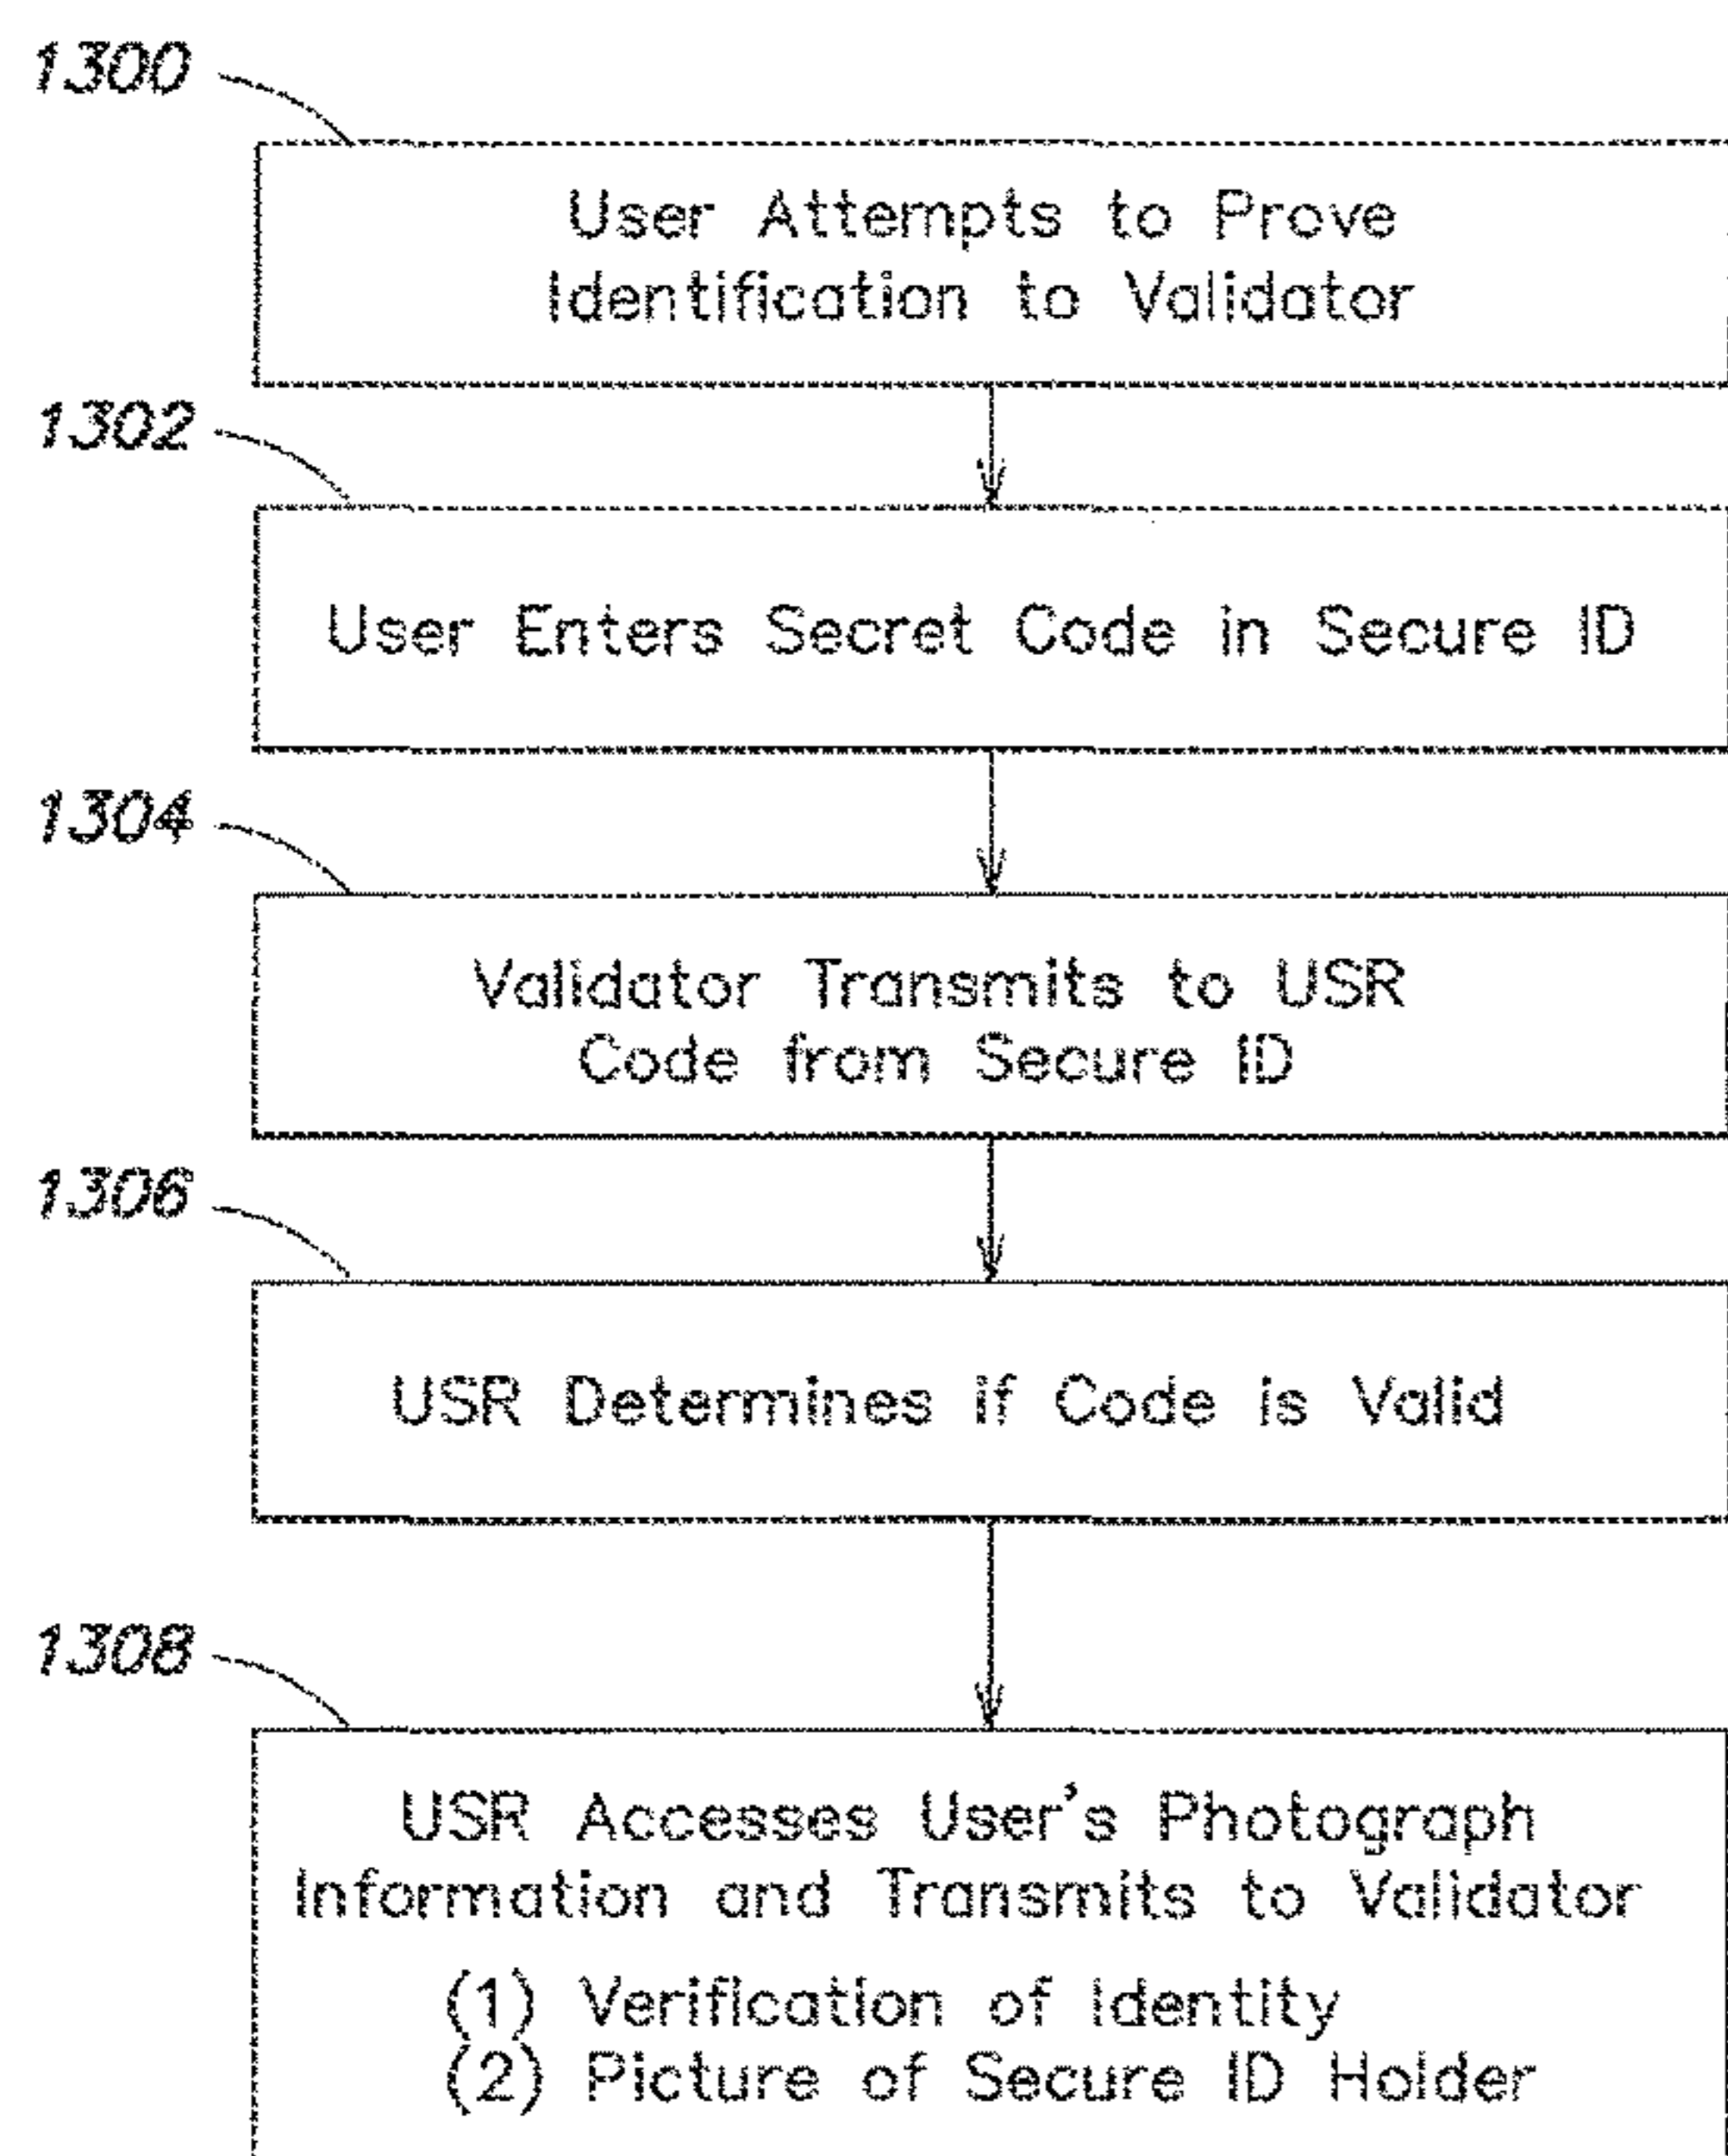 1300
User Attempts to Prove
Identification to Validator
1302
User Enters Secret Code in Secure ID
1304
Validator Transmits to USR
Code from Secure ID
1306
USR Determines if Code is Valid
1308
USR Accesses User's Photograph
Information and Transmits to Validator
(1) Verification of Identity
(2) Picture of Secure ID Holder